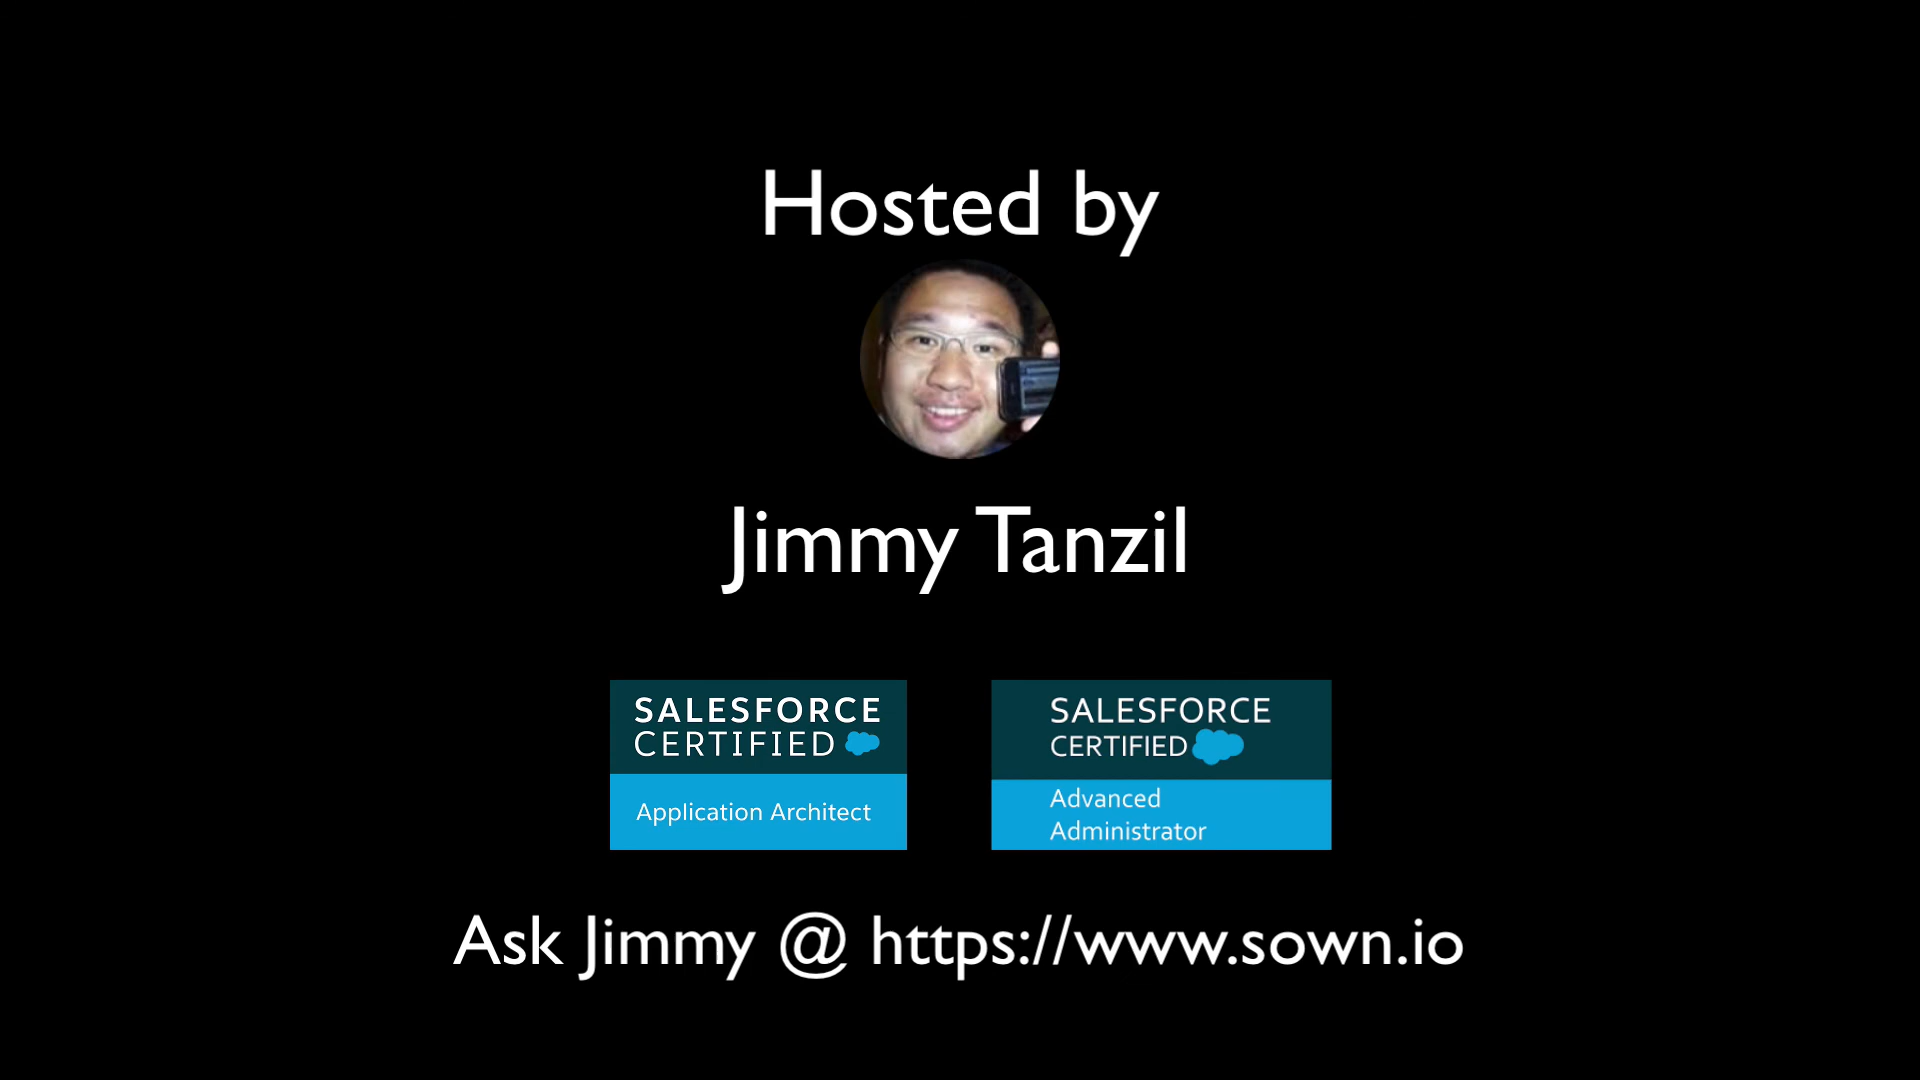 Hosted by
Jimmy Tanzil
SALESFORCE
CERTIFIED
Application Architect
SALESFORCE
CERTIFIED
Advanced
Administrator
Ask Jimmy @ https://www.sown.io